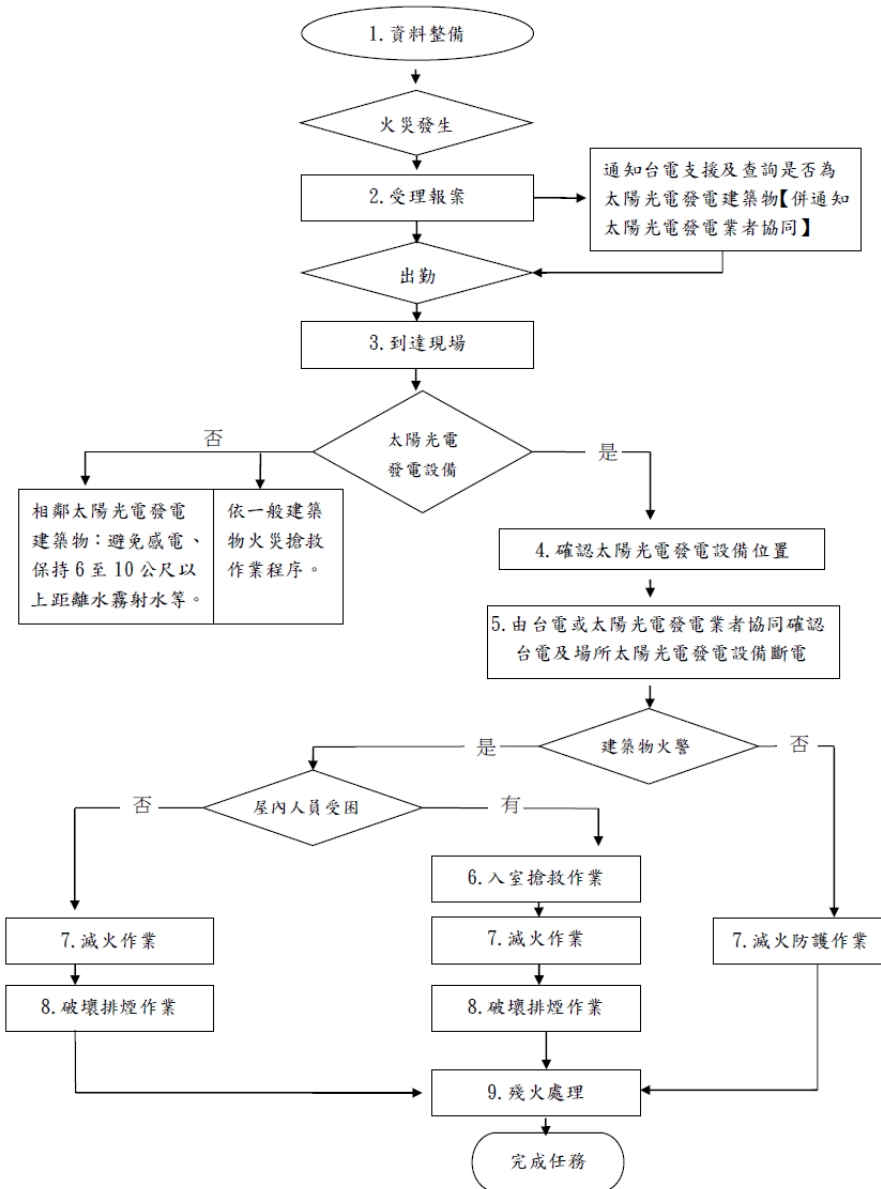 1.資料整備
火災發生
2.受理報案
通知台電支援及查詢是否為
太陽光電發電建築物【併通知
太陽光電發電業者協同】
出勤
3.到達現場
太陽光電
發電設備
否
是
相鄰太陽光電發電
建築物：避免感電、
保持6至10公尺以
上距離水霧射水等。
依一般建築
物火災搶救
作業程序。
4.確認太陽光電發電設備位置
5.由台電或太陽光電發電業者協同確認
台電及場所太陽光電發電設備斷電
建築物火警
是
否
屋內人員受困
否
有
6.入室搶救作業
7.滅火作業
7.滅火作業
7.滅火防護作業
8.破壞排煙作業
8.破壞排煙作業
9.殘火處理
完成任務